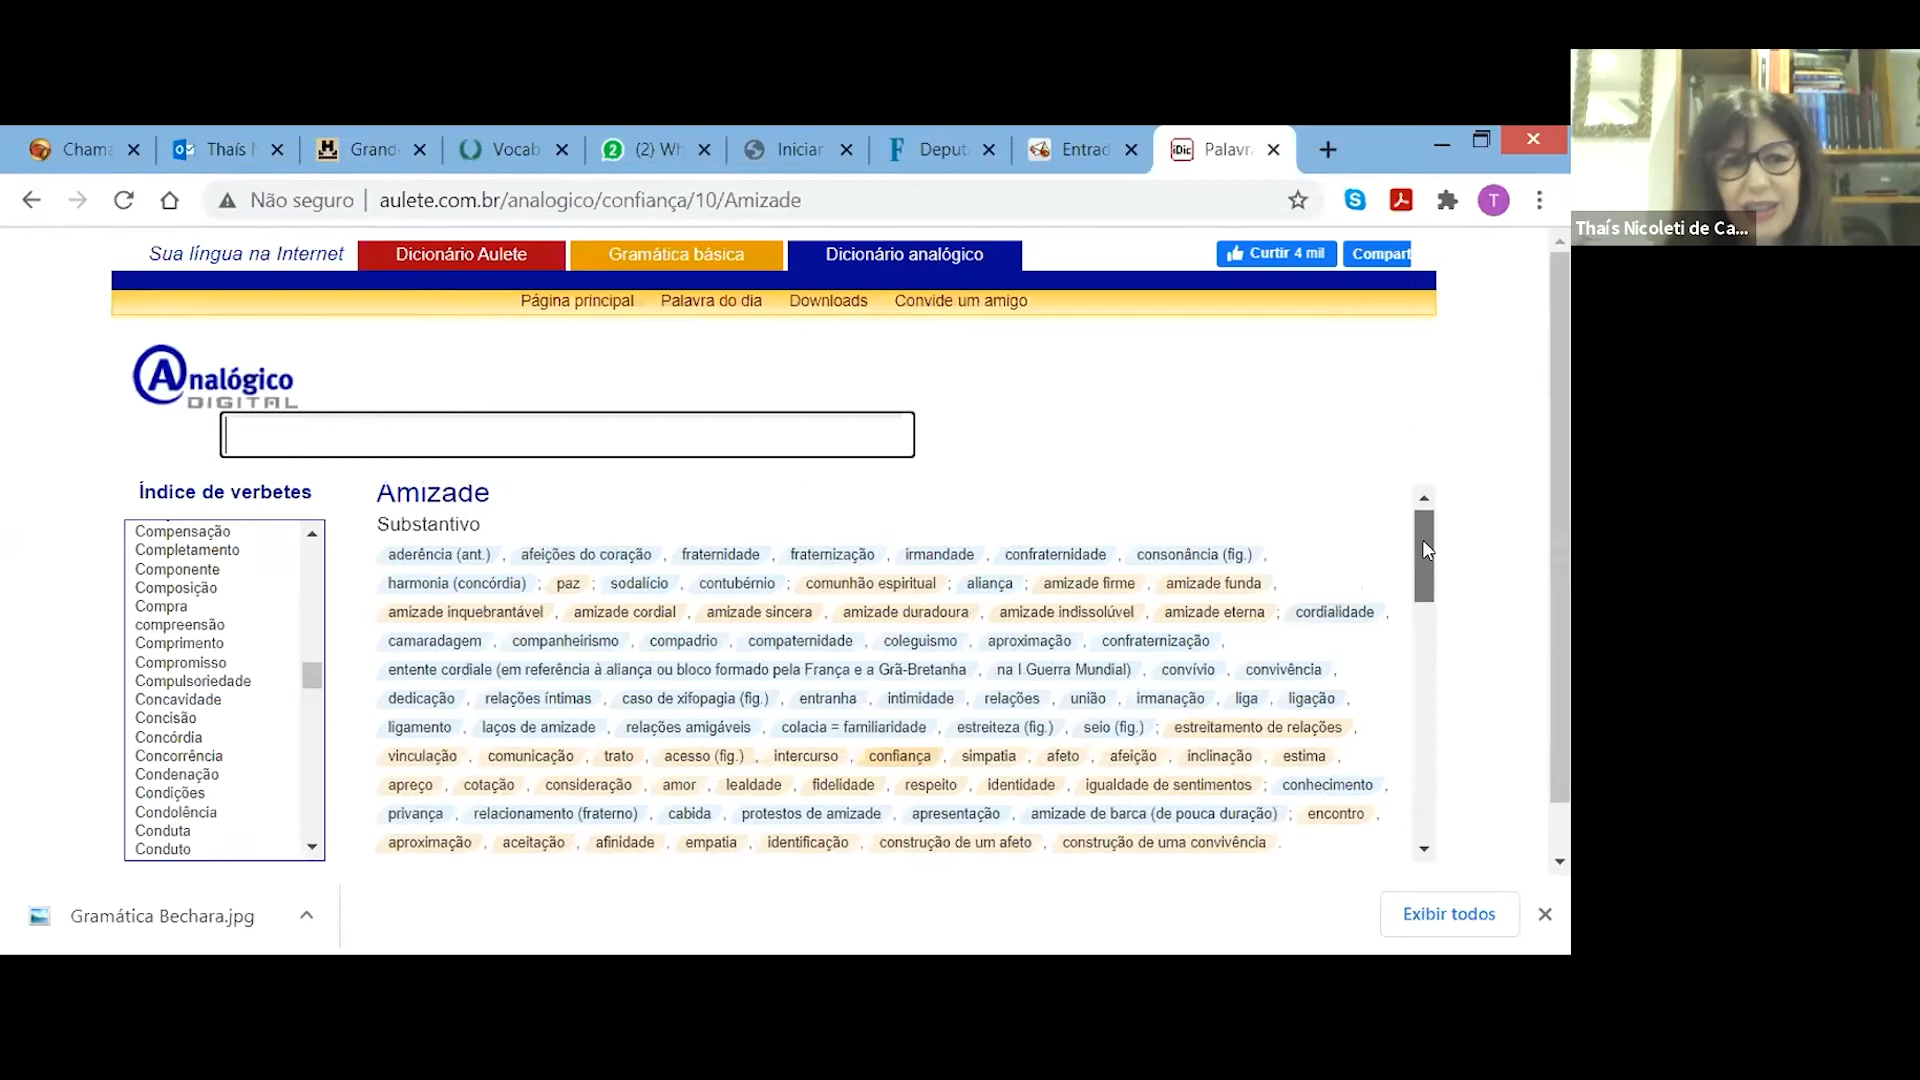 Chama
Thaís N
Grand
Vocab
(2) Wh
Iniciar
Deput
Entrad
iDic Palavra
Não seguro | aulete.com.br/analogico/confiança/10/Amizade
T
Thaís Nicoleti de Ca...
Sua língua na Internet
Dicionário Aulete
Gramática básica
Dicionário analógico
Curtir 4 mil
Compart
Página principal Palavra do dia Downloads Convide um amigo
Analógico
DIGITAL
Índice de verbetes
Compensação
Completamento
Componente
Composição
Compra
compreensão
Comprimento
Compromisso
Compulsoriedade
Concavidade
Concisão
Concórdia
Concorrência
Condenação
Condições
Condolência
Conduta
Conduto
Amizade
Substantivo
aderência (ant.) , afeições do coração , fraternidade , fraternização , irmandade , confraternidade , consonância (fig.) ,
harmonia (concórdia) ; paz ; sodalício , contubérnio ; comunhão espiritual ; aliança ; amizade firme , amizade funda ,
amizade inquebrantável , amizade cordial , amizade sincera , amizade duradoura , amizade indissolúvel , amizade eterna ; cordialidade ,
camaradagem , companheirismo , compadrio , compaternidade , coleguismo , aproximação , confraternização ,
entente cordiale (em referência à aliança ou bloco formado pela França e a Grã-Bretanha , na I Guerra Mundial) , convívio , convivência ,
dedicação , relações íntimas , caso de xifopagia (fig.) , entranha , intimidade , relações , união , irmanação , liga , ligação ,
ligamento , laços de amizade , relações amigáveis , colacia = familiaridade , estreiteza (fig.) , seio (fig.) ; estreitamento de relações ,
vinculação , comunicação , trato , acesso (fig.) , intercurso , confiança , simpatia , afeto , afeição , inclinação , estima ,
apreço , cotação , consideração , amor , lealdade , fidelidade , respeito , identidade , igualdade de sentimentos ; conhecimento ,
privança , relacionamento (fraterno) , cabida , protestos de amizade , apresentação , amizade de barca (de pouca duração) ; encontro ,
aproximação , aceitação , afinidade , empatia , identificação , construção de um afeto , construção de uma convivência .
Gramática Bechara.jpg
Exibir todos